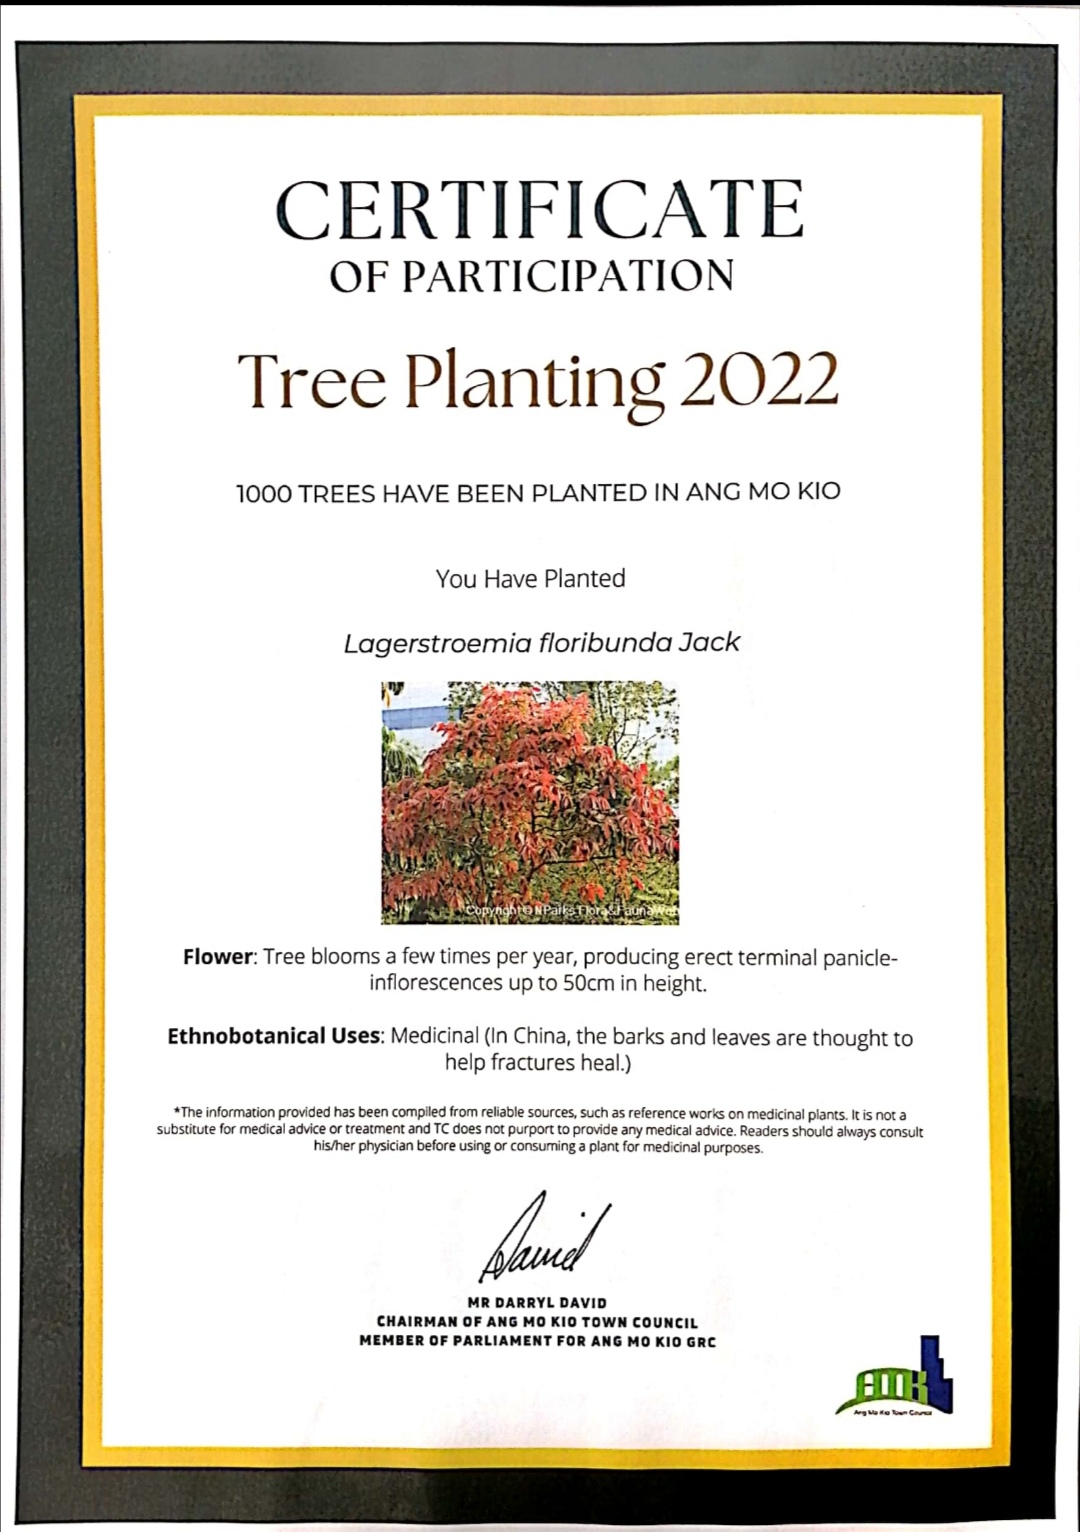 CERTIFICATE
OF PARTICIPATION
Tree Planting 2022
1000 TREES HAVE BEEN PLANTED IN ANG MO KIO
You Have Planted
Lagerstroemia floribunda Jack
Copyright © NParks Flora & Fauna Web
Flower: Tree blooms a few times per year, producing erect terminal panicle-
inflorescences up to 50cm in height.
Ethnobotanical Uses: Medicinal (In China, the barks and leaves are thought to
help fractures heal.)
*The information provided has been compiled from reliable sources, such as reference works on medicinal plants. It is not a
substitute for medical advice or treatment and TC does not purport to provide any medical advice. Readers should always consult
his/her physician before using or consuming a plant for medicinal purposes.
David
MR DARRYL DAVID
CHAIRMAN OF ANG MO KIO TOWN COUNCIL
MEMBER OF PARLIAMENT FOR ANG MO KIO GRC
AMK
Ang Mo Kio Town Council